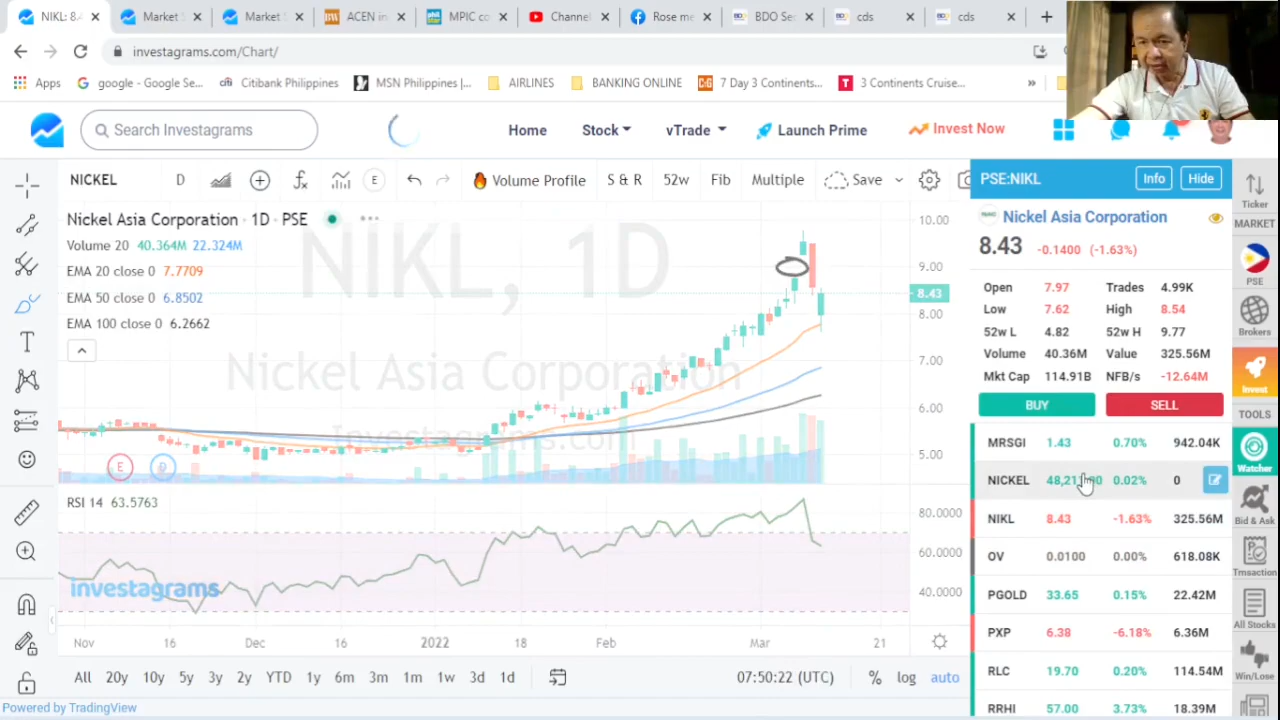 NIKL: 8.4
Market S
Market S
ACEN in
MPIC co
Channel
Rose me
BDO Se
cds
cds
investagrams.com/Chart/
Apps
google - Google Se...
Citibank Philippines
MSN Philippines |...
AIRLINES
BANKING ONLINE
7 Day 3 Continents...
3 Continents Cruise...
»
Search Investagrams
Home
Stock
vTrade
Launch Prime
Invest Now
NICKEL
D
E
Volume Profile
S & R
52w
Fib
Multiple
Save
Nickel Asia Corporation · 1D · PSE
Volume 20 40.364M 22.324M
EMA 20 close 0 7.7709
EMA 50 close 0 6.8502
EMA 100 close 0 6.2662
NIKL, 1D
Nickel Asia Corporation
Investagrams.com
10.00
9.00
8.43
8.00
7.00
6.00
5.00
E
D
RSI 14 63.5763
investagrams
80.0000
60.0000
40.0000
Nov 16 Dec 16 2022 18 Feb Mar 21
All 20y 10y 5y 3y 2y YTD 1y 6m 3m 1m 1w 3d 1d
07:50:22 (UTC)
% log auto
Powered by TradingView
PSE:NIKL
Info
Hide
Nickel Asia Corporation
8.43 -0.1400 (-1.63%)
Open 7.97 Trades 4.99K
Low 7.62 High 8.54
52w L 4.82 52w H 9.77
Volume 40.36M Value 325.56M
Mkt Cap 114.91B NFB/s -12.64M
BUY
SELL
MRSGI 1.43 0.70% 942.04K
NICKEL 0.02% 0
NIKL 8.43 -1.63% 325.56M
OV 0.0100 0.00% 618.08K
PGOLD 33.65 0.15% 22.42M
PXP 6.38 -6.18% 6.36M
RLC 19.70 0.20% 114.54M
RRHI 57.00 3.73% 18.39M
Ticker
MARKET
PSE
Brokers
Invest
TOOLS
Watcher
Bid & Ask
Trnsaction
All Stocks
Win/Lose